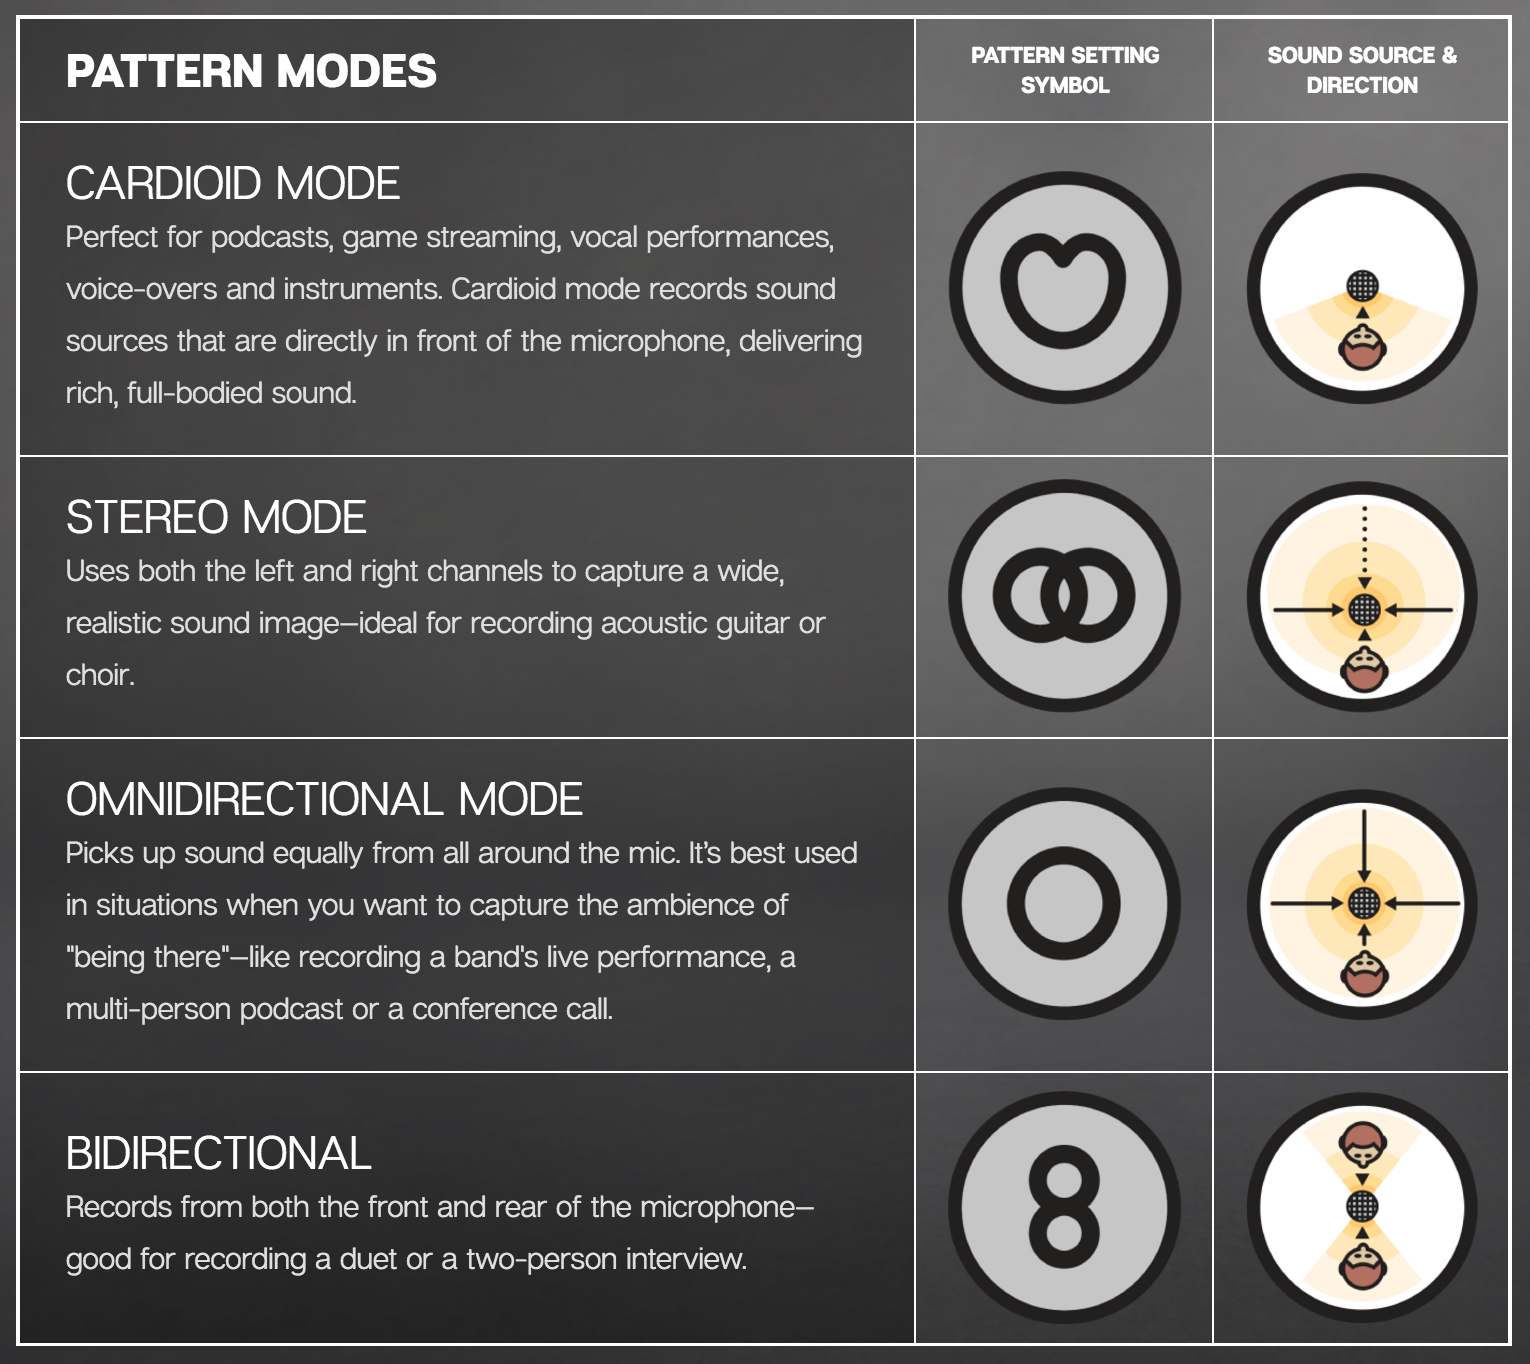 PATTERN MODES
PATTERN SETTING
SYMBOL
SOUND SOURCE &
DIRECTION
CARDIOID MODE
Perfect for podcasts, game streaming, vocal performances,
voice-overs and instruments. Cardioid mode records sound
sources that are directly in front of the microphone, delivering
rich, full-bodied sound.
STEREO MODE
Uses both the left and right channels to capture a wide,
realistic sound image—ideal for recording acoustic guitar or
choir.
OMNIDIRECTIONAL MODE
Picks up sound equally from all around the mic. It’s best used
in situations when you want to capture the ambience of
"being there"—like recording a band's live performance, a
multi-person podcast or a conference call.
BIDIRECTIONAL
Records from both the front and rear of the microphone—
good for recording a duet or a two-person interview.